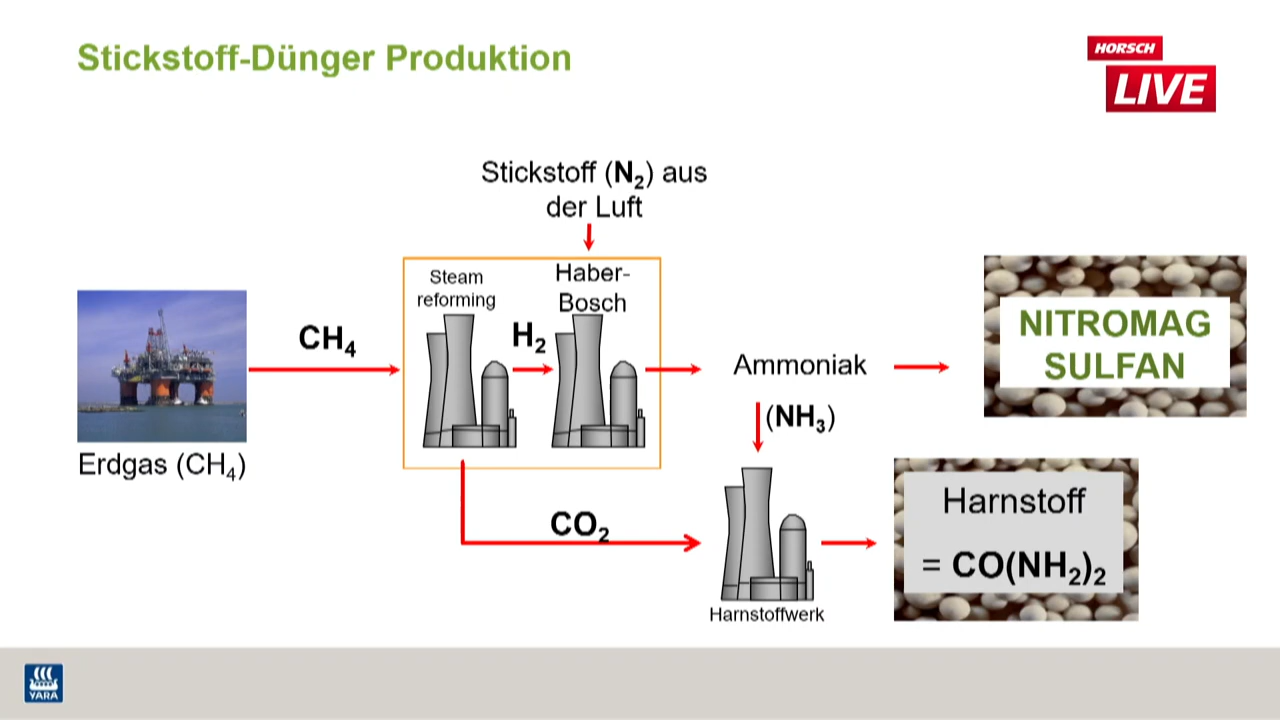 Stickstoff-Dünger Produktion
HORSCH
LIVE
Stickstoff (N₂) aus
der Luft
Steam
reforming
Haber-
Bosch
CH₄
H₂
Erdgas (CH₄)
Ammoniak
(NH₃)
NITROMAG
SULFAN
CO₂
Harnstoffwerk
Harnstoff
= CO(NH₂)₂
YARA